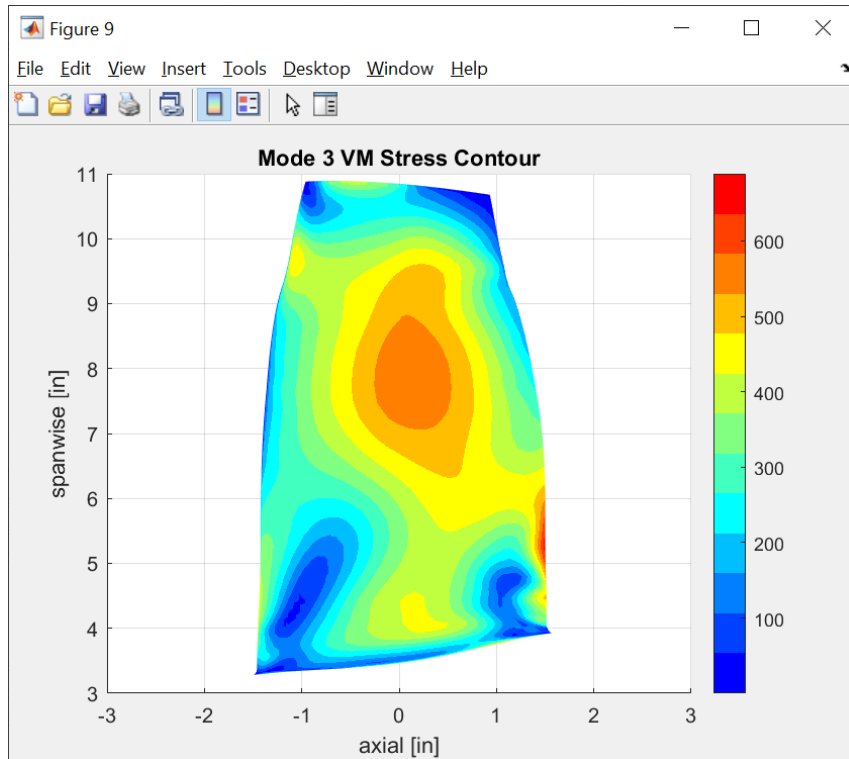 Figure 9
File Edit View Insert Tools Desktop Window Help
Mode 3 VM Stress Contour
11
10
9
8
7
6
5
4
3
spanwise [in]
-3 -2 -1 0 1 2 3
axial [in]
600
500
400
300
200
100